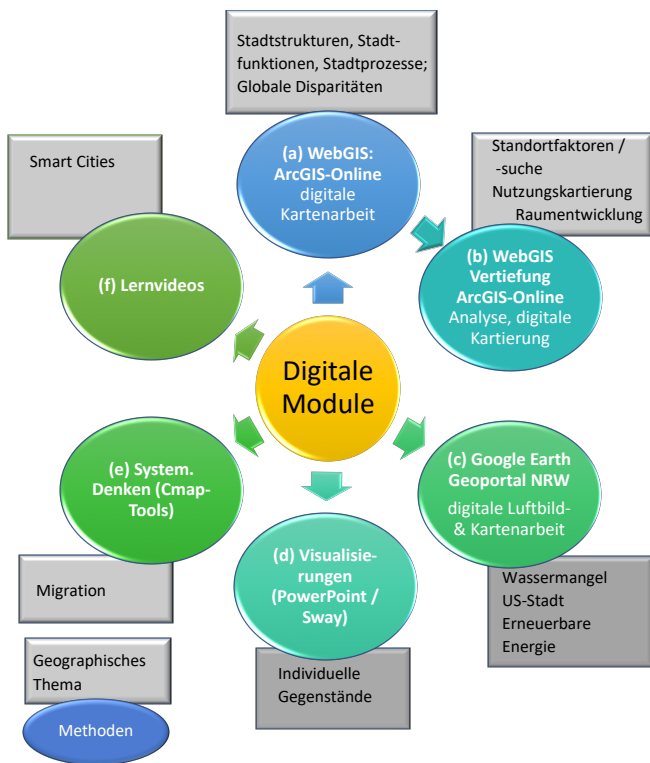 Stadtstrukturen, Stadt-
funktionen, Stadtprozesse;
Globale Disparitäten
(a) WebGIS:
ArcGIS-Online
digitale
Kartenarbeit
Standortfaktoren /
-suche
Nutzungskartierung
Raumentwicklung
(b) WebGIS
Vertiefung
ArcGIS-Online
Analyse, digitale
Kartierung
Smart Cities
(f) Lernvideos
Digitale
Module
(c) Google Earth
Geoportal NRW
digitale Luftbild-
& Kartenarbeit
Wassermangel
US-Stadt
Erneuerbare
Energie
(e) System.
Denken (Cmap-
Tools)
Migration
(d) Visualisie-
rungen
(PowerPoint /
Sway)
Individuelle
Gegenstände
Geographisches
Thema
Methoden